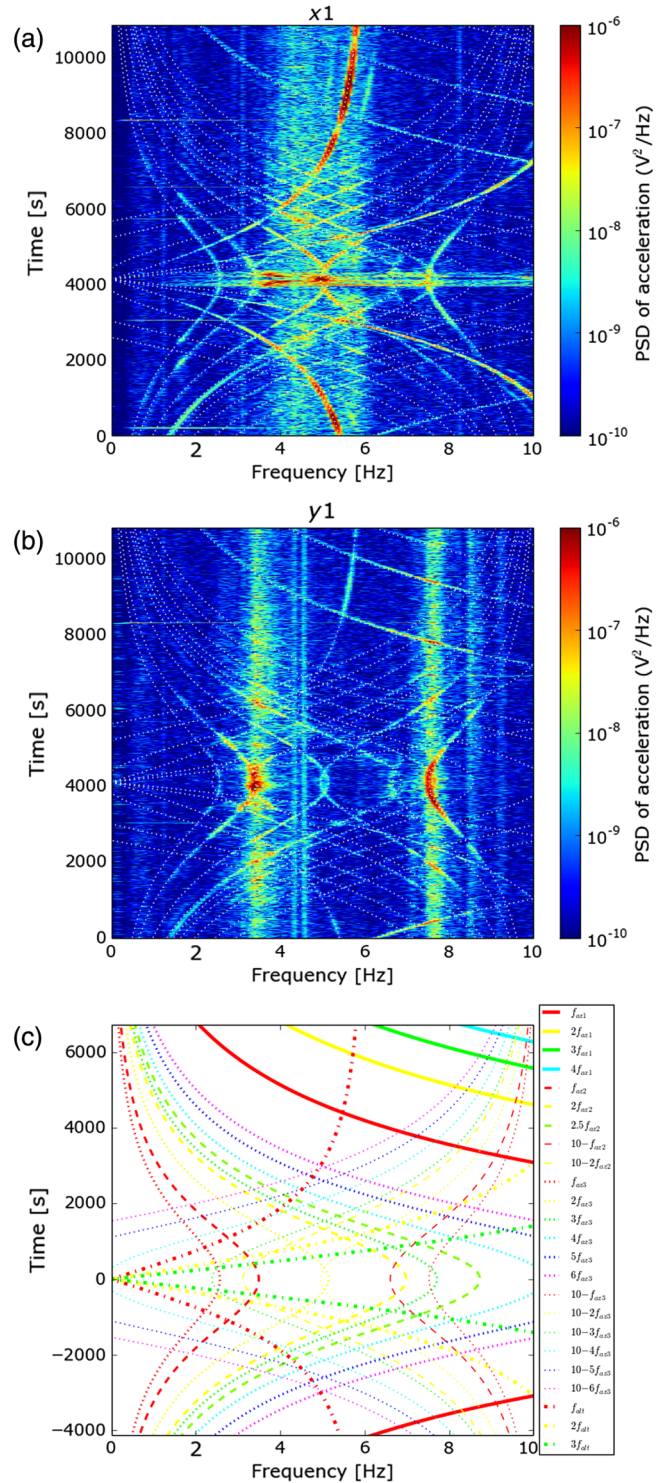 (a)
x1
10000
8000
6000
4000
2000
0
Time [s]
0 2 4 6 8 10
Frequency [Hz]
10⁻⁶
10⁻⁷
10⁻⁸
10⁻⁹
10⁻¹⁰
PSD of acceleration (V²/Hz)
(b)
y1
10000
8000
6000
4000
2000
0
Time [s]
0 2 4 6 8 10
Frequency [Hz]
10⁻⁶
10⁻⁷
10⁻⁸
10⁻⁹
10⁻¹⁰
PSD of acceleration (V²/Hz)
(c)
6000
4000
2000
0
−2000
−4000
Time [s]
0 2 4 6 8 10
Frequency [Hz]
f_az1
2f_az1
3f_az1
4f_az1
f_az2
2f_az2
2.5f_az2
10−f_az2
10−2f_az2
f_az3
2f_az3
3f_az3
4f_az3
5f_az3
6f_az3
10−f_az3
10−2f_az3
10−3f_az3
10−4f_az3
10−5f_az3
10−6f_az3
f_alt
2f_alt
3f_alt